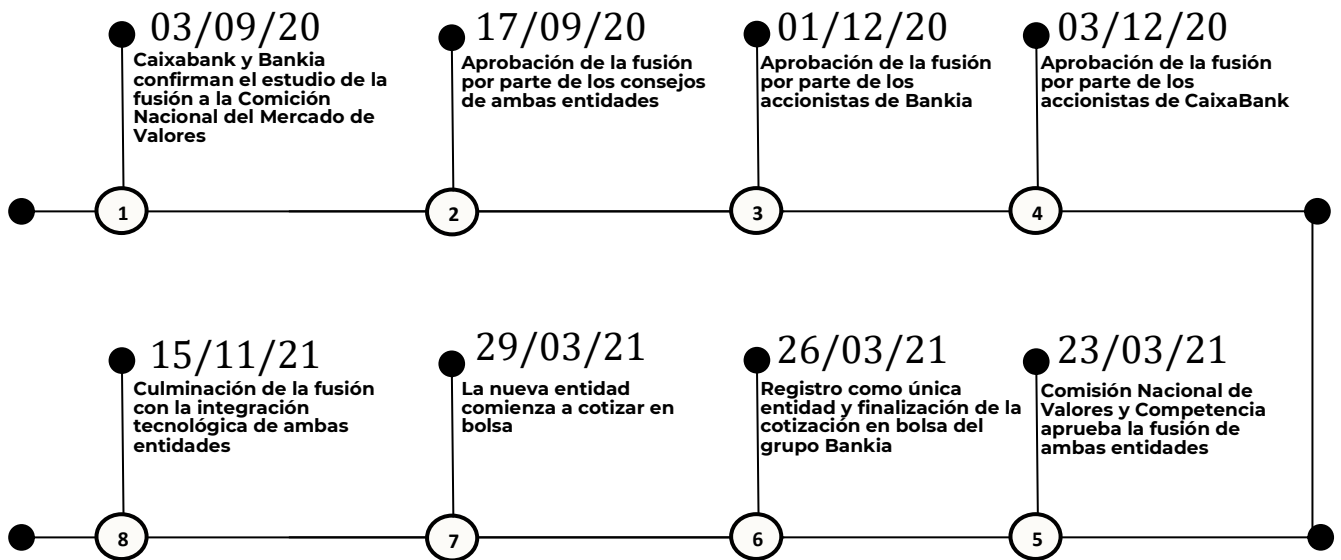 03/09/20
Caixabank y Bankia
confirman el estudio de la
fusión a la Comición
Nacional del Mercado de
Valores
1
17/09/20
Aprobación de la fusión
por parte de los consejos
de ambas entidades
2
01/12/20
Aprobación de la fusión
por parte de los
accionistas de Bankia
3
03/12/20
Aprobación de la fusión
por parte de los
accionistas de CaixaBank
4
23/03/21
Comisión Nacional de
Valores y Competencia
aprueba la fusión de
ambas entidades
5
26/03/21
Registro como única
entidad y finalización de la
cotización en bolsa del
grupo Bankia
6
29/03/21
La nueva entidad
comienza a cotizar en
bolsa
7
15/11/21
Culminación de la fusión
con la integración
tecnológica de ambas
entidades
8